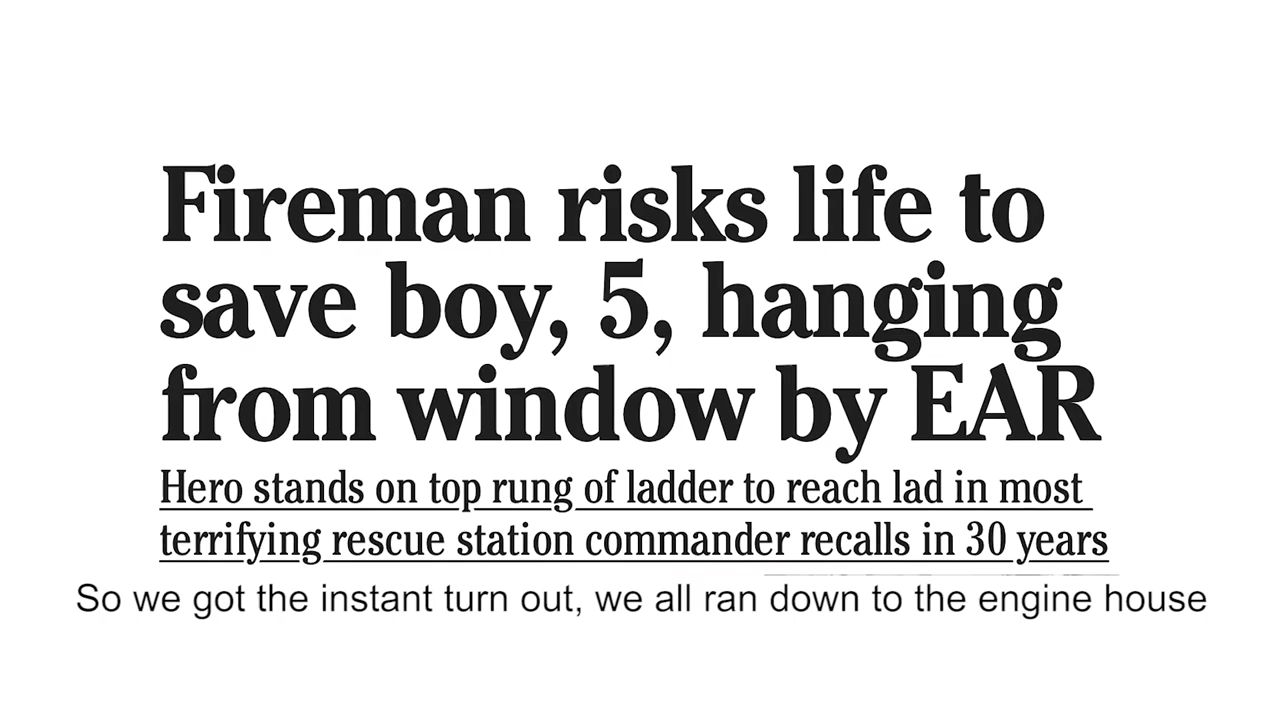 Fireman risks life to
save boy, 5, hanging
from window by EAR
Hero stands on top rung of ladder to reach lad in most
terrifying rescue station commander recalls in 30 years
So we got the instant turn out, we all ran down to the engine house